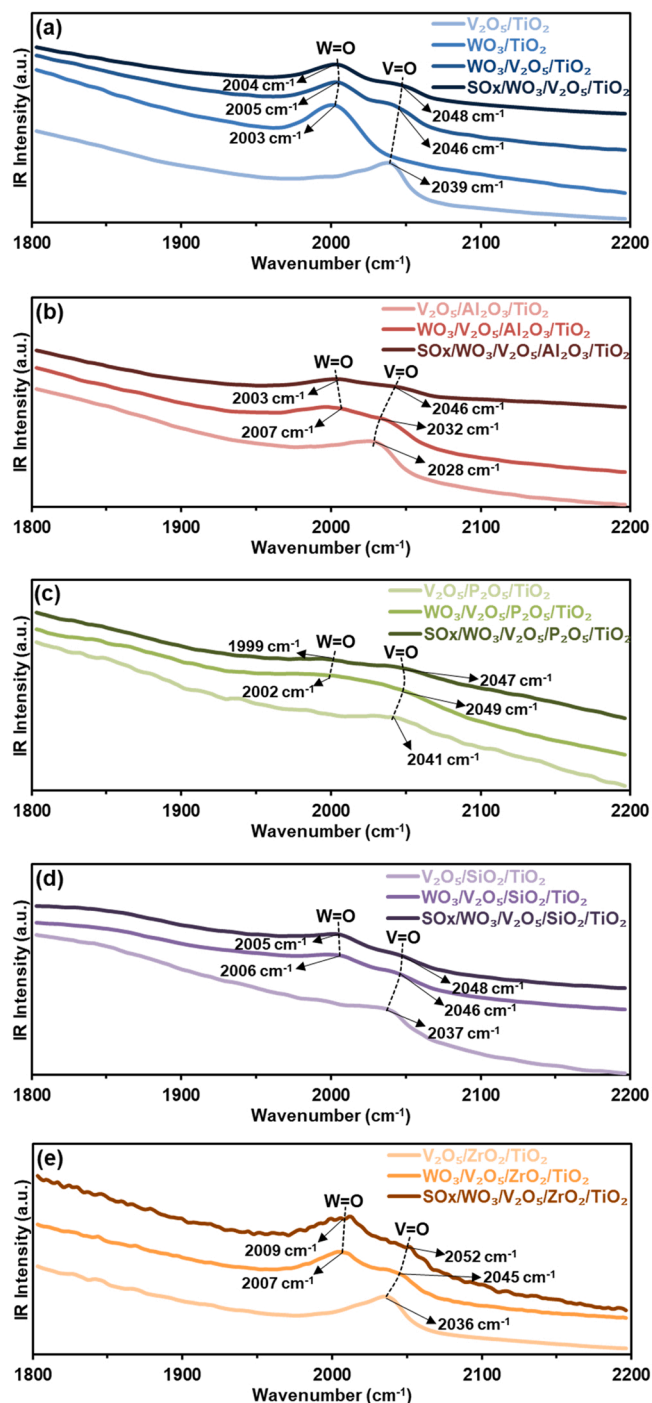 (a)
V₂O₅/TiO₂
WO₃/TiO₂
WO₃/V₂O₅/TiO₂
SOx/WO₃/V₂O₅/TiO₂
W=O
V=O
2004 cm⁻¹
2005 cm⁻¹
2003 cm⁻¹
2048 cm⁻¹
2046 cm⁻¹
2039 cm⁻¹
IR Intensity (a.u.)
1800 1900 2000 2100 2200
Wavenumber (cm⁻¹)
(b)
V₂O₅/Al₂O₃/TiO₂
WO₃/V₂O₅/Al₂O₃/TiO₂
SOx/WO₃/V₂O₅/Al₂O₃/TiO₂
W=O
V=O
2003 cm⁻¹
2007 cm⁻¹
2046 cm⁻¹
2032 cm⁻¹
2028 cm⁻¹
IR Intensity (a.u.)
1800 1900 2000 2100 2200
Wavenumber (cm⁻¹)
(c)
V₂O₅/P₂O₅/TiO₂
WO₃/V₂O₅/P₂O₅/TiO₂
SOx/WO₃/V₂O₅/P₂O₅/TiO₂
W=O
V=O
1999 cm⁻¹
2002 cm⁻¹
2047 cm⁻¹
2049 cm⁻¹
2041 cm⁻¹
IR Intensity (a.u.)
1800 1900 2000 2100 2200
Wavenumber (cm⁻¹)
(d)
V₂O₅/SiO₂/TiO₂
WO₃/V₂O₅/SiO₂/TiO₂
SOx/WO₃/V₂O₅/SiO₂/TiO₂
W=O
V=O
2005 cm⁻¹
2006 cm⁻¹
2048 cm⁻¹
2046 cm⁻¹
2037 cm⁻¹
IR Intensity (a.u.)
1800 1900 2000 2100 2200
Wavenumber (cm⁻¹)
(e)
V₂O₅/ZrO₂/TiO₂
WO₃/V₂O₅/ZrO₂/TiO₂
SOx/WO₃/V₂O₅/ZrO₂/TiO₂
W=O
V=O
2009 cm⁻¹
2007 cm⁻¹
2052 cm⁻¹
2045 cm⁻¹
2036 cm⁻¹
IR Intensity (a.u.)
1800 1900 2000 2100 2200
Wavenumber (cm⁻¹)